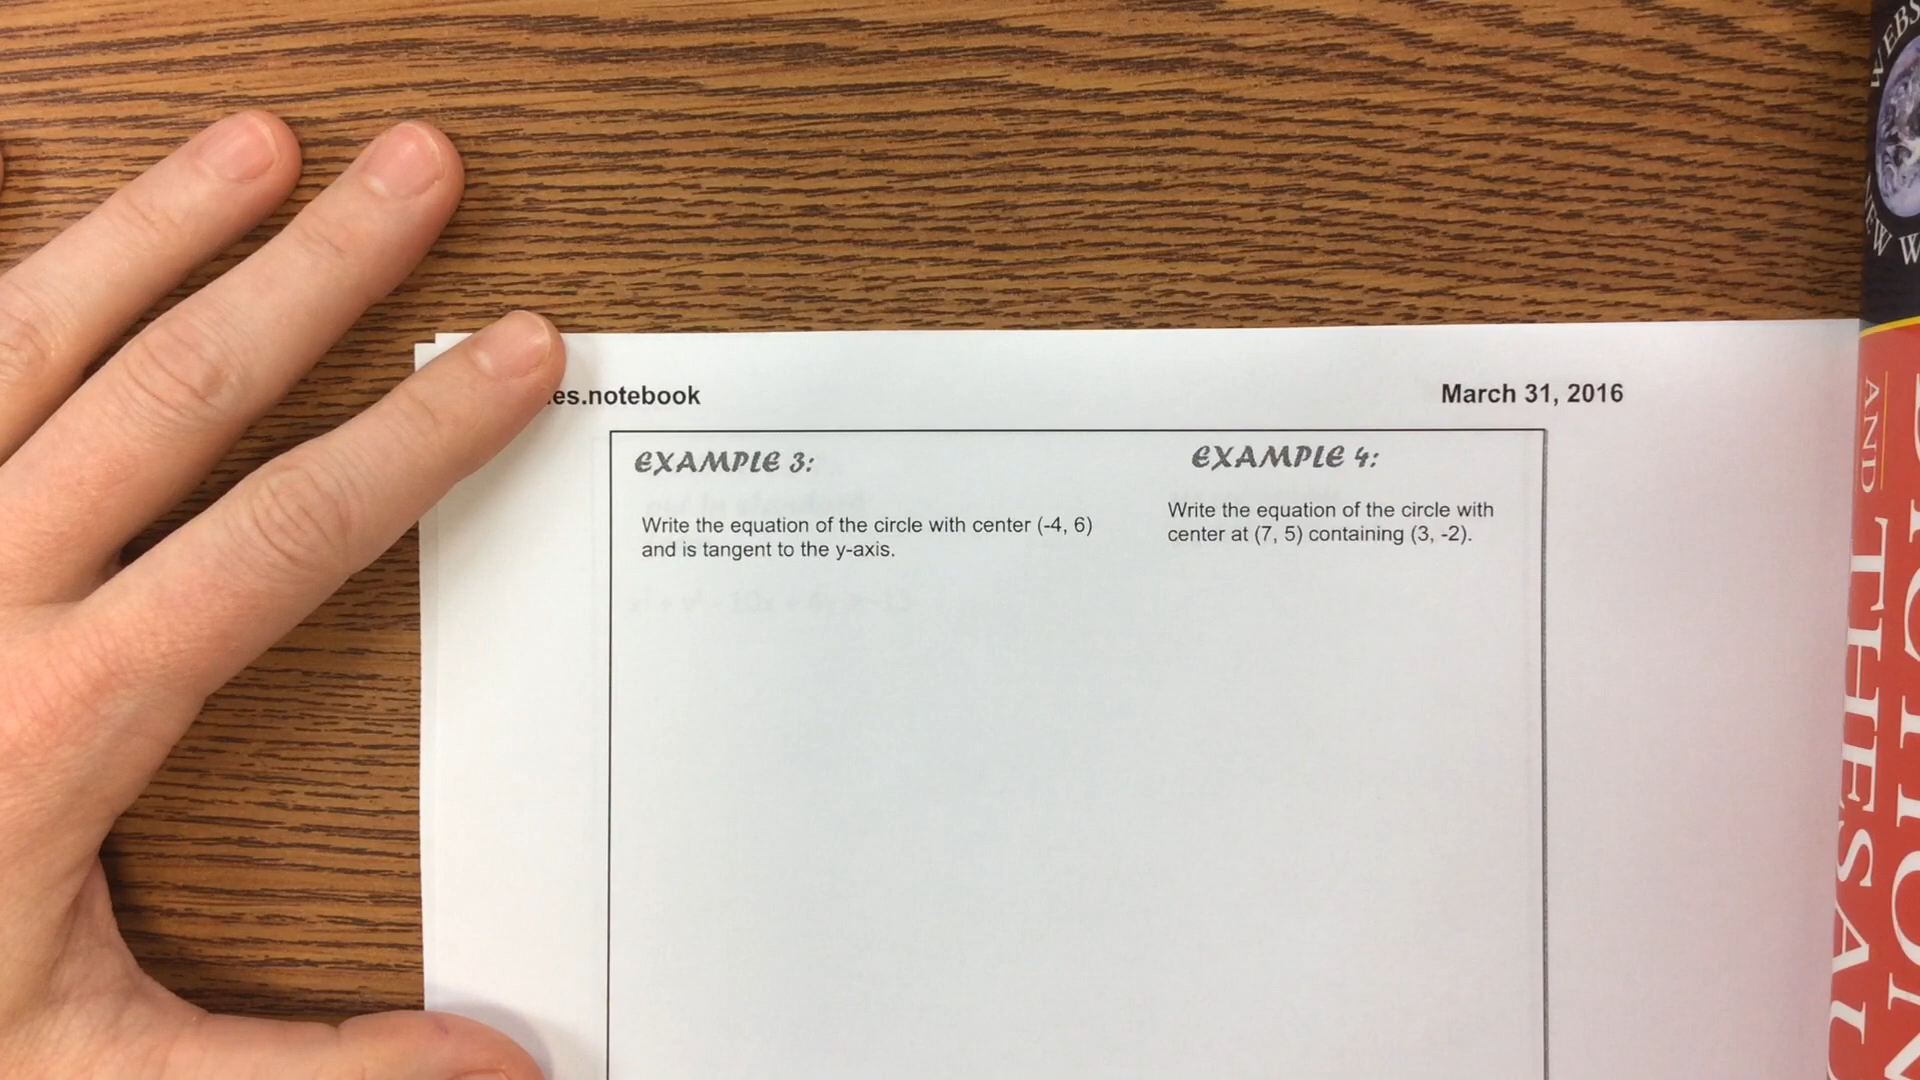 es.notebook
March 31, 2016
EXAMPLE 3:
Write the equation of the circle with center (-4, 6)
and is tangent to the y-axis.
EXAMPLE 4:
Write the equation of the circle with
center at (7, 5) containing (3, -2).
NEW
AND